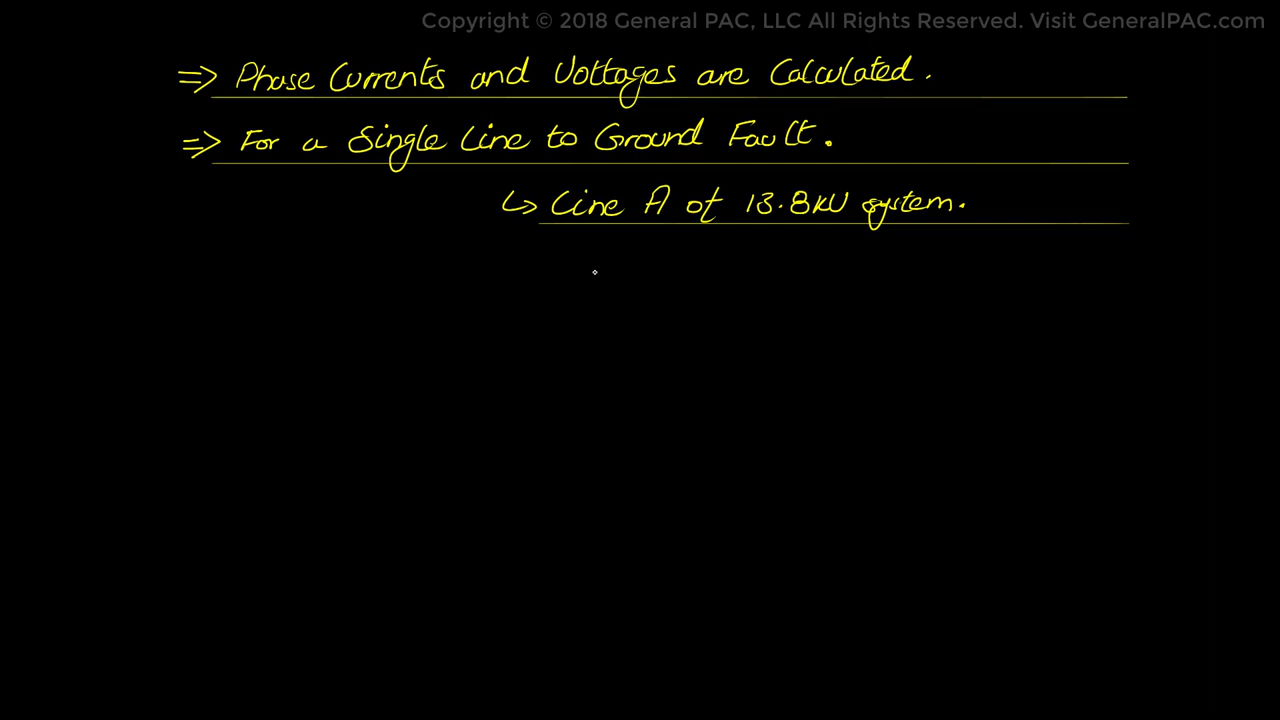 Copyright © 2018 General PAC, LLC All Rights Reserved. Visit GeneralPAC.com
⇒ Phase Currents and Voltages are Calculated.
⇒ For a Single Line to Ground Fault.
↳ Line A of 13.8kV system.